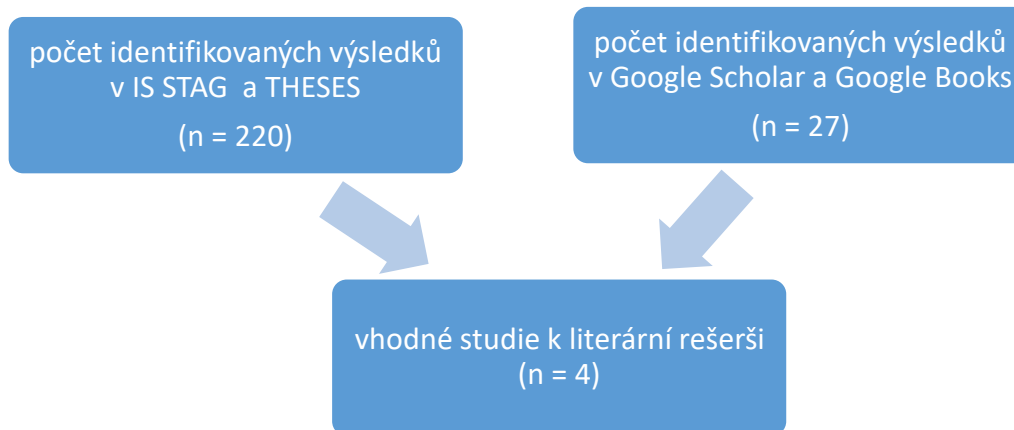 počet identifikovaných výsledků
v IS STAG a THESES
(n = 220)
počet identifikovaných výsledků
v Google Scholar a Google Books
(n = 27)
vhodné studie k literární rešerši
(n = 4)